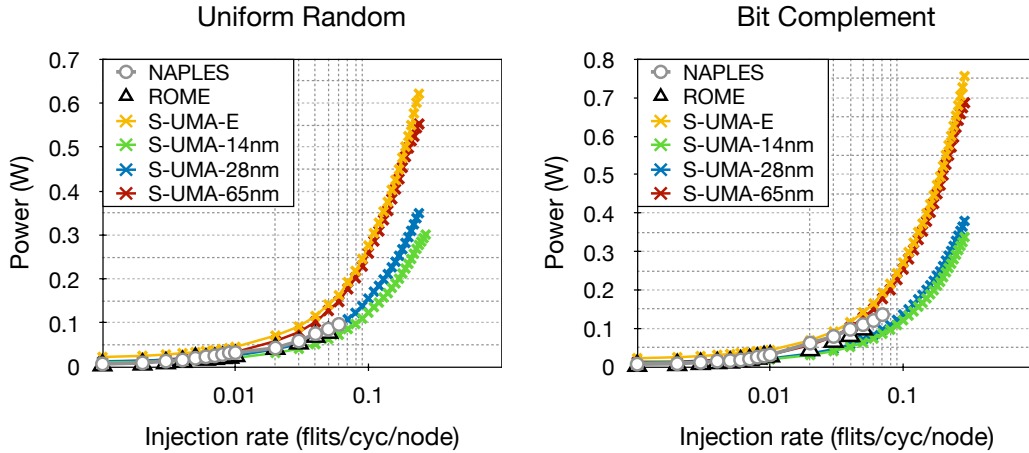 Uniform Random
Power (W)
0.7
0.6
0.5
0.4
0.3
0.2
0.1
0
NAPLES
ROME
S-UMA-E
S-UMA-14nm
S-UMA-28nm
S-UMA-65nm
0.01
0.1
Injection rate (flits/cyc/node)
Bit Complement
Power (W)
0.8
0.7
0.6
0.5
0.4
0.3
0.2
0.1
0
NAPLES
ROME
S-UMA-E
S-UMA-14nm
S-UMA-28nm
S-UMA-65nm
0.01
0.1
Injection rate (flits/cyc/node)